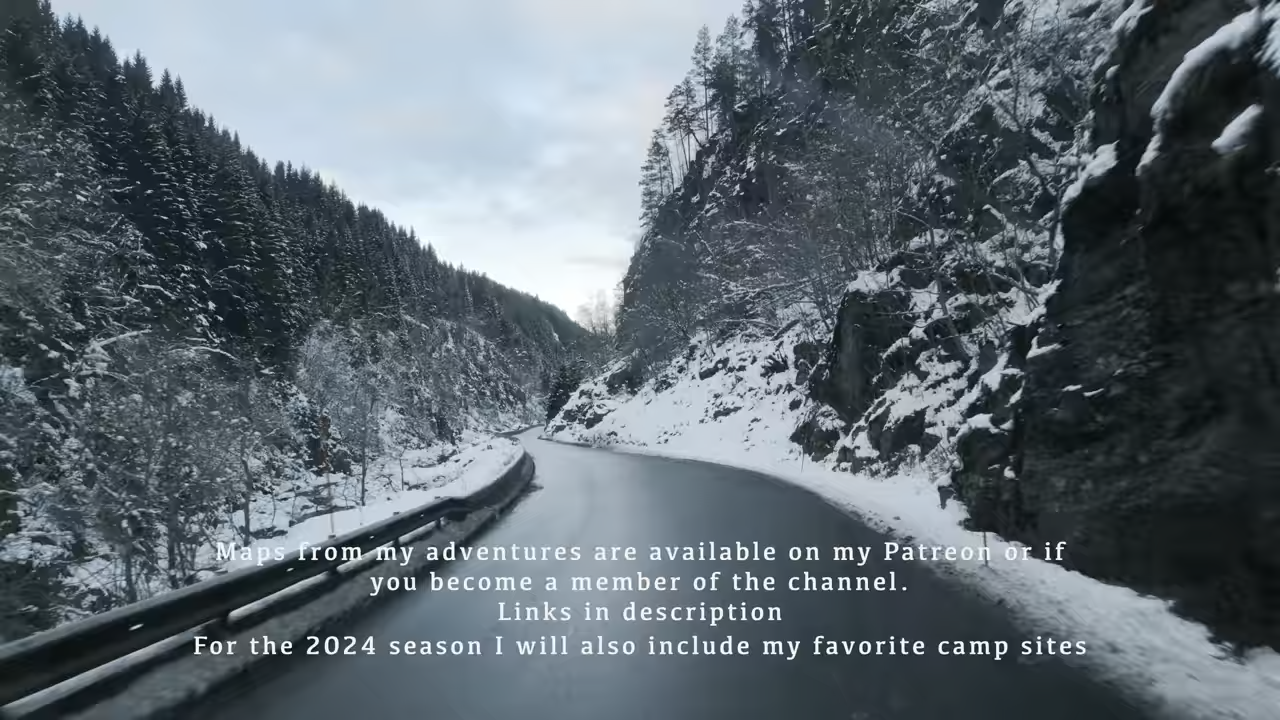 Maps from my adventures are available on my Patreon or if
you become a member of the channel.
Links in description
For the 2024 season I will also include my favorite camp sites